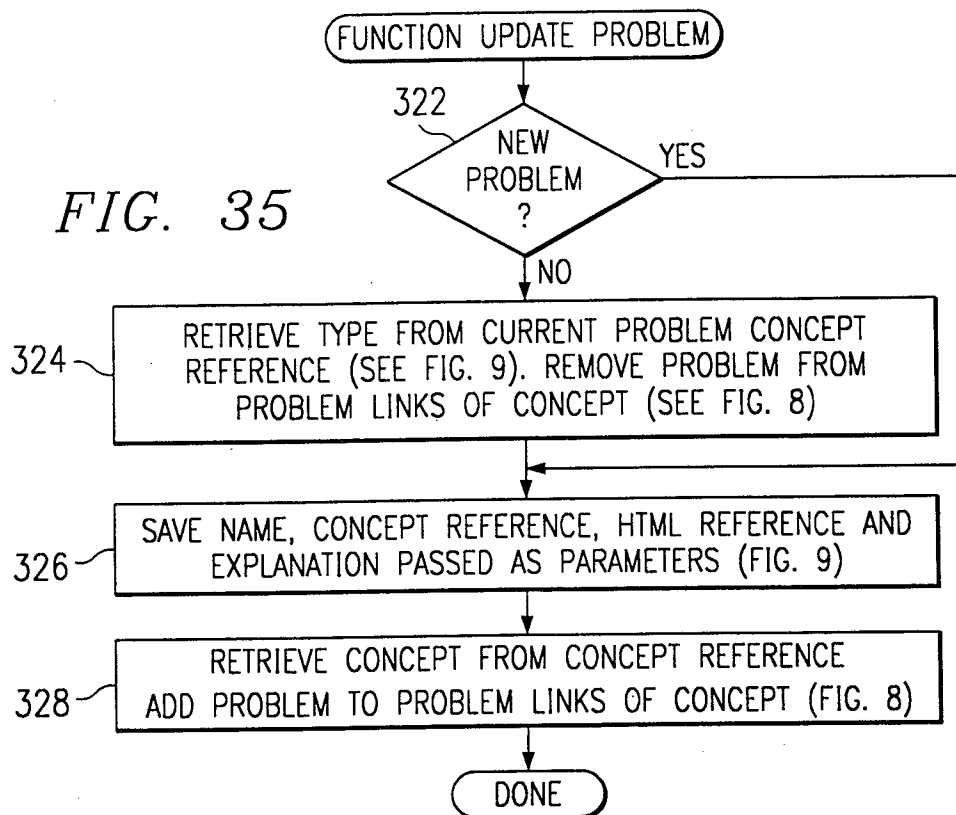 FUNCTION UPDATE PROBLEM
322
NEW
PROBLEM
?
YES
FIG. 35
NO
324
RETRIEVE TYPE FROM CURRENT PROBLEM CONCEPT
REFERENCE (SEE FIG. 9). REMOVE PROBLEM FROM
PROBLEM LINKS OF CONCEPT (SEE FIG. 8)
326
SAVE NAME, CONCEPT REFERENCE, HTML REFERENCE AND
EXPLANATION PASSED AS PARAMETERS (FIG. 9)
328
RETRIEVE CONCEPT FROM CONCEPT REFERENCE
ADD PROBLEM TO PROBLEM LINKS OF CONCEPT (FIG. 8)
DONE